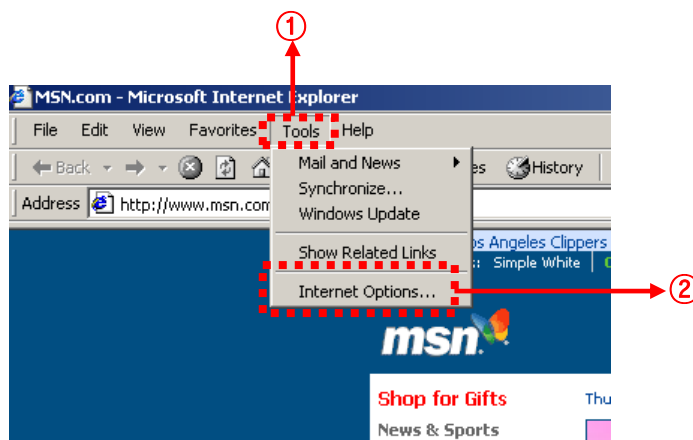 ①
MSN.com - Microsoft Internet Explorer
File Edit View Favorites Tools Help
Back History
Mail and News
Synchronize...
Address http://www.msn.com
Windows Update
Show Related Links
os Angeles Clippers
:: Simple White
Internet Options...
②
msn
Shop for Gifts Thu
News & Sports